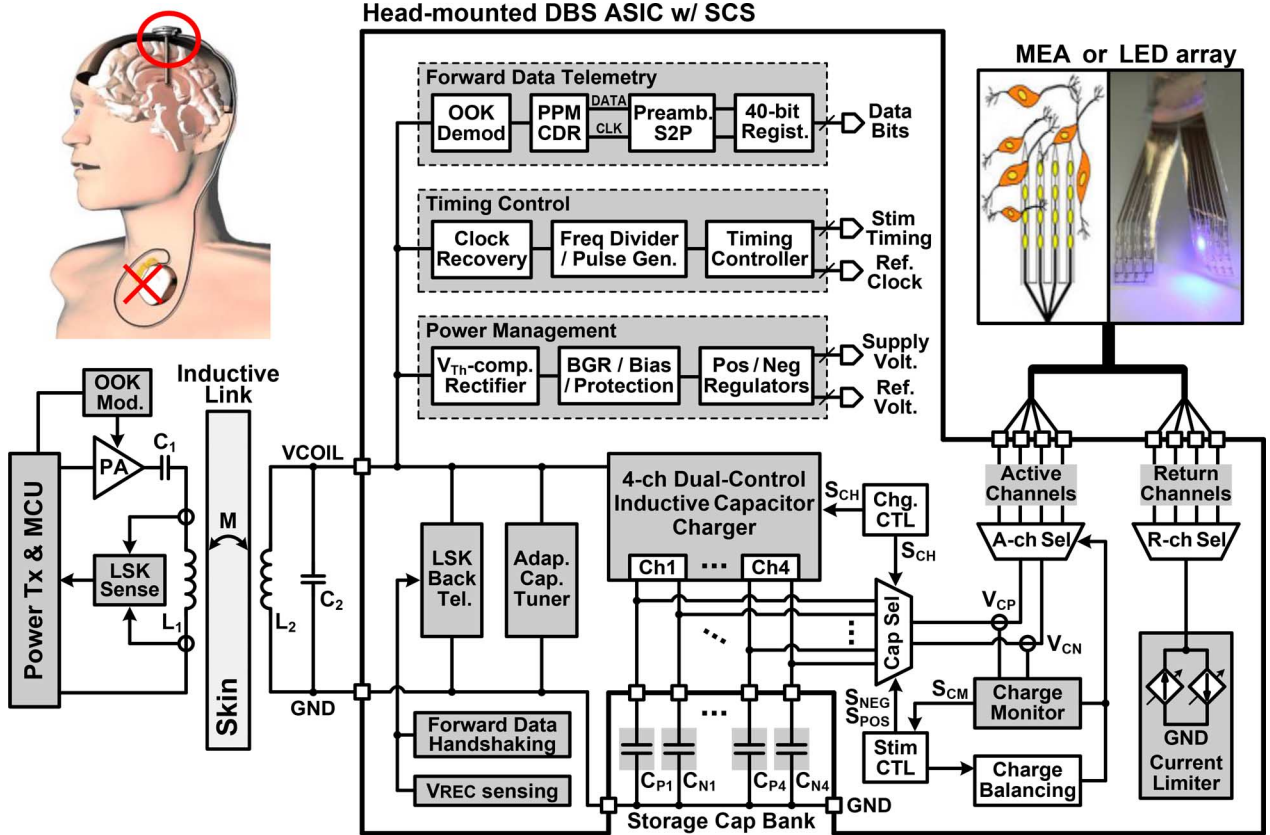 Head-mounted DBS ASIC w/ SCS
MEA or LED array
Forward Data Telemetry
OOK
Demod
PPM
CDR
DATA
CLK
Preamb.
S2P
40-bit
Regist.
Data
Bits
Timing Control
Clock
Recovery
Freq Divider
/ Pulse Gen.
Timing
Controller
Stim
Timing
Ref.
Clock
Power Management
VTh-comp.
Rectifier
BGR / Bias
/ Protection
Pos / Neg
Regulators
Supply
Volt.
Ref.
Volt.
OOK
Mod.
Inductive
Link
PA
C1
VCOIL
Power Tx & MCU
LSK
Sense
L1
M
Skin
L2
C2
GND
LSK
Back
Tel.
Adap.
Cap.
Tuner
4-ch Dual-Control
Inductive Capacitor
Charger
Ch1
...
Ch4
SCH
Chg.
CTL
SCH
Cap Sel
Active
Channels
Return
Channels
A-ch Sel
R-ch Sel
VCP
VCN
SCM
Charge
Monitor
SNEG
SPOS
Stim
CTL
Charge
Balancing
GND
Current
Limiter
Forward Data
Handshaking
VREC sensing
...
CP1
CN1
CP4
CN4
GND
Storage Cap Bank